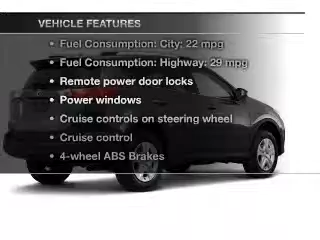 VEHICLE FEATURES
• Fuel Consumption: City: 22 mpg
• Fuel Consumption: Highway: 29 mpg
• Remote power door locks
• Power windows
• Cruise controls on steering wheel
• Cruise control
• 4-wheel ABS Brakes